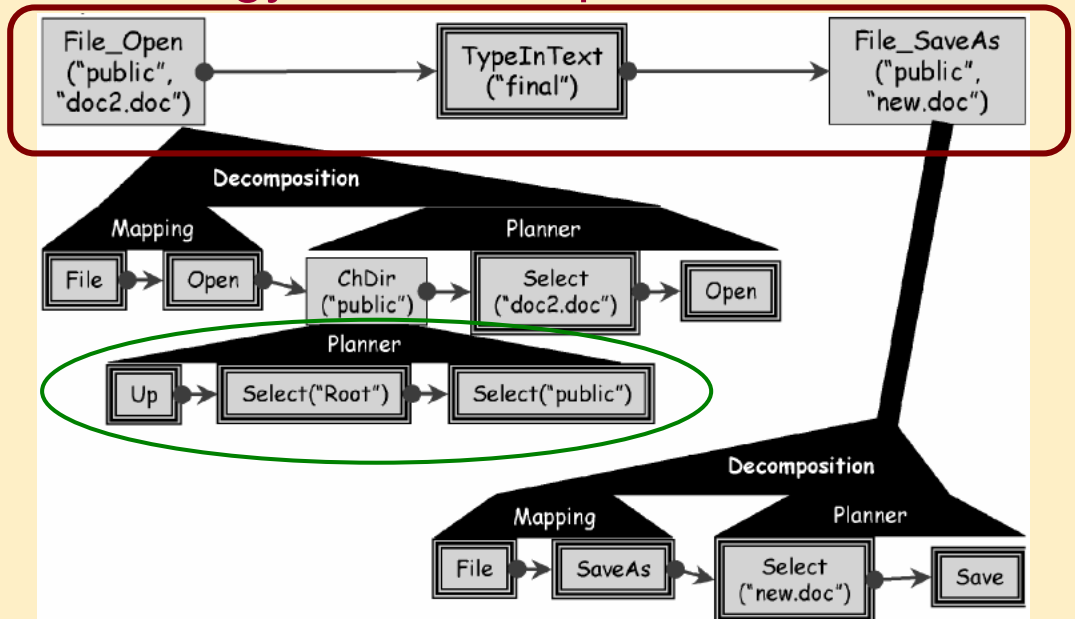 File_Open
("public",
"doc2.doc")
TypeInText
("final")
File_SaveAs
("public",
"new.doc")
Decomposition
Mapping
Planner
File
Open
ChDir
("public")
Select
("doc2.doc")
Open
Planner
Up
Select("Root")
Select("public")
Decomposition
Mapping
Planner
File
SaveAs
Select
("new.doc")
Save